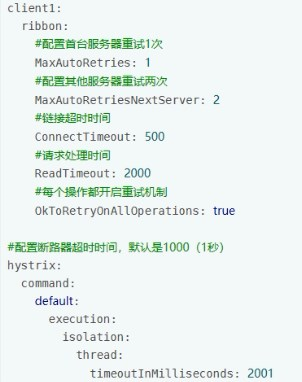 client1:
  ribbon:
    #配置首台服务器重试1次
    MaxAutoRetries: 1
    #配置其他服务器重试两次
    MaxAutoRetriesNextServer: 2
    #链接超时时间
    ConnectTimeout: 500
    #请求处理时间
    ReadTimeout: 2000
    #每个操作都开启重试机制
    OkToRetryOnAllOperations: true

#配置断路器超时时间，默认是1000（1秒）
hystrix:
  command:
    default:
      execution:
        isolation:
          thread:
            timeoutInMilliseconds: 2001